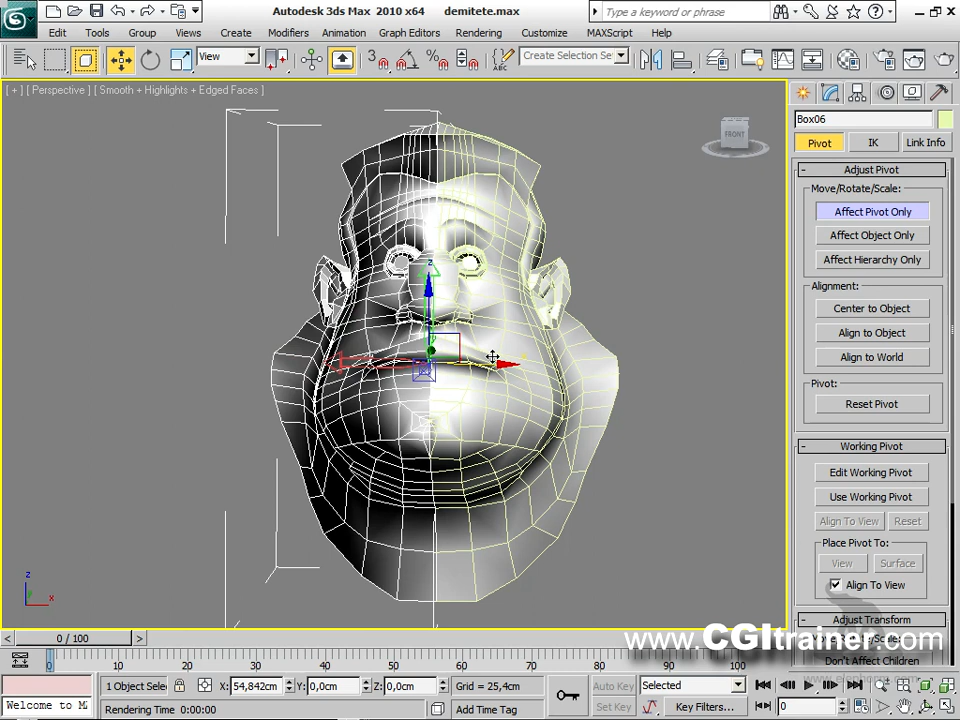 Autodesk 3ds Max 2010 x64 demitete.max
Type a keyword or phrase
Edit Tools Group Views Create Modifiers Animation Graph Editors Rendering Customize MAXScript Help
View
3
Create Selection Se
ABC
[ + ] [ Perspective ] [ Smooth + Highlights + Edged Faces ]
FRONT
Box06
Pivot IK Link Info
- Adjust Pivot
Move/Rotate/Scale:
Affect Pivot Only
Affect Object Only
Affect Hierarchy Only
Alignment:
Center to Object
Align to Object
Align to World
Pivot:
Reset Pivot
- Working Pivot
Edit Working Pivot
Use Working Pivot
Align To View Reset
Place Pivot To:
View Surface
Align To View
- Adjust Transform
Move/Rotate/Scale:
Don't Affect Children
z
z
x
www.CGItrainer.com
< 0 / 100 >
0 10 20 30 40 50 60 70 80 90 100
1 Object Sele X: 54,842cm Y: 0,0cm Z: 0,0cm Grid = 25,4cm Auto Key Selected
Welcome to M Rendering Time 0:00:00 Add Time Tag Set Key Key Filters... 0